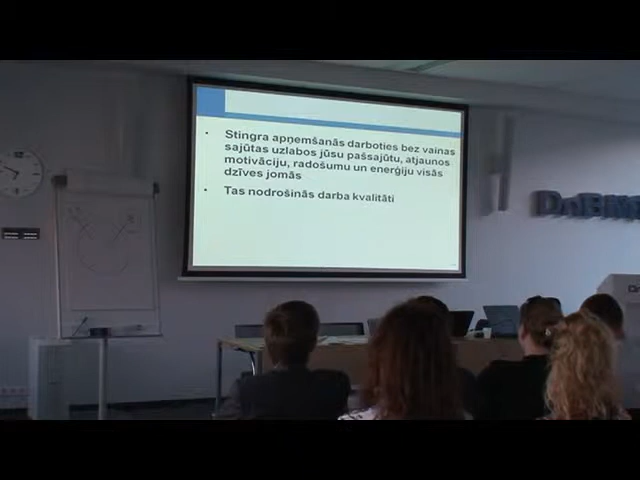 • Stingra apņemšanās darboties bez vainas
sajūtas uzlabos jūsu pašsajūtu, atjaunos
motivāciju, radošumu un enerģiju visās
dzīves jomās
• Tas nodrošinās darba kvalitāti
DnB